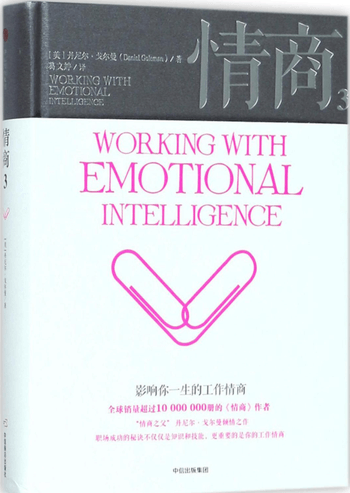 [美]丹尼尔·戈尔曼(Daniel Goleman)◎著
葛文婷◎译
WORKING WITH
EMOTIONAL
INTELLIGENCE
情商3
WORKING WITH
EMOTIONAL
INTELLIGENCE
影响你一生的工作情商
全球销量超过10 000 000册的《情商》作者
“情商之父”丹尼尔·戈尔曼倾情之作
职场成功的秘诀不仅仅是知识和技能，更重要的是你的工作情商
中信出版集团
情商
3